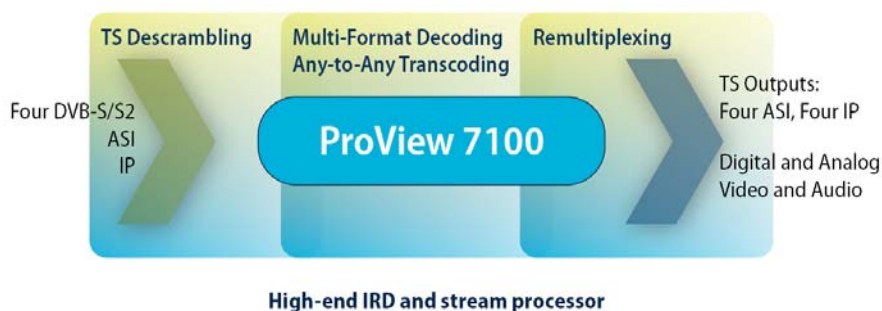 TS Descrambling
Multi-Format Decoding
Any-to-Any Transcoding
Remultiplexing
Four DVB-S/S2
ASI
IP
ProView 7100
TS Outputs:
Four ASI, Four IP
Digital and Analog
Video and Audio
High-end IRD and stream processor